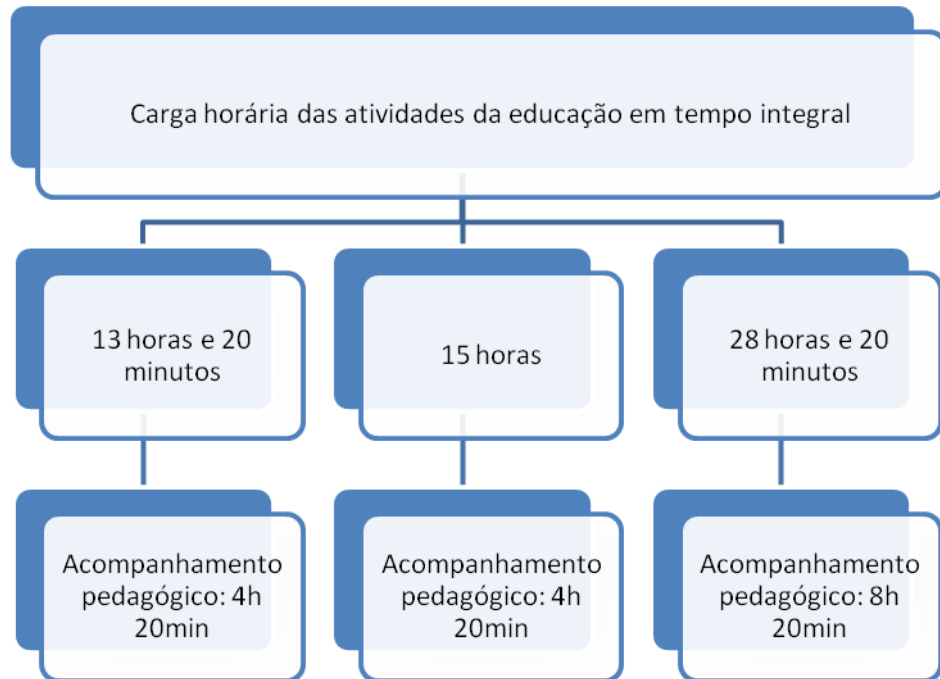 Carga horária das atividades da educação em tempo integral
13 horas e 20
minutos
15 horas
28 horas e 20
minutos
Acompanhamento
pedagógico: 4h
20min
Acompanhamento
pedagógico: 4h
20min
Acompanhamento
pedagógico: 8h
20min